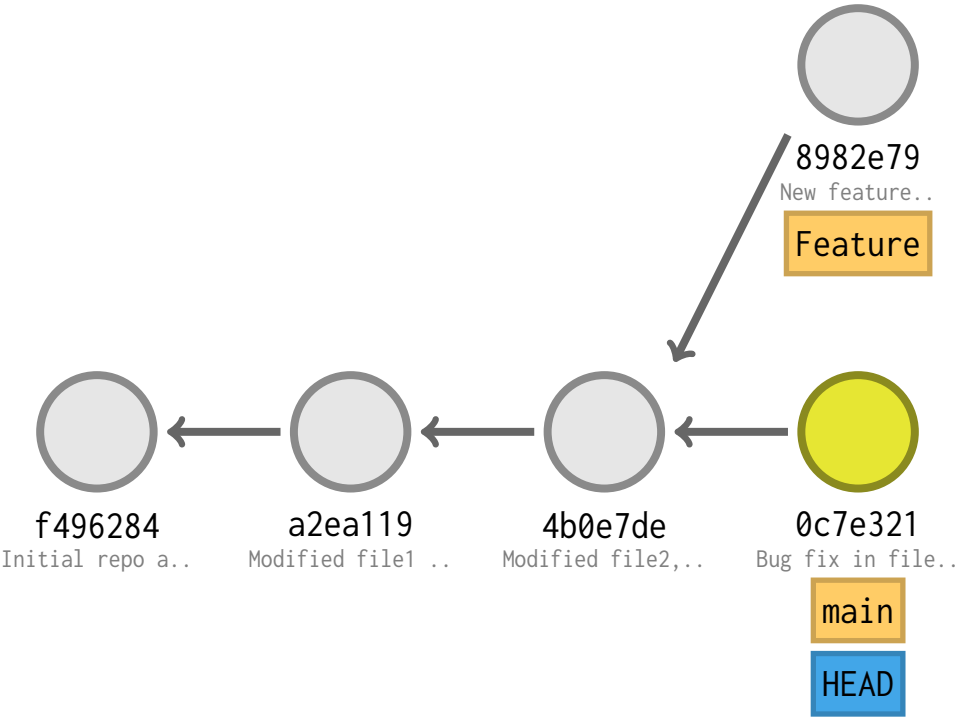 8982e79
New feature..
Feature
f496284
Initial repo a..
a2ea119
Modified file1 ..
4b0e7de
Modified file2,..
0c7e321
Bug fix in file..
main
HEAD